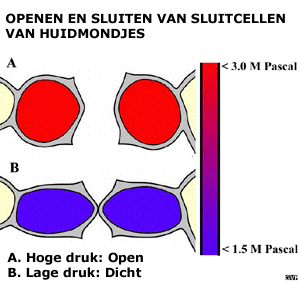 OPENEN EN SLUITEN VAN SLUITCELLEN
VAN HUIDMONDJES
A
< 3.0 M Pascal
B
< 1.5 M Pascal
A. Hoge druk: Open
B. Lage druk: Dicht